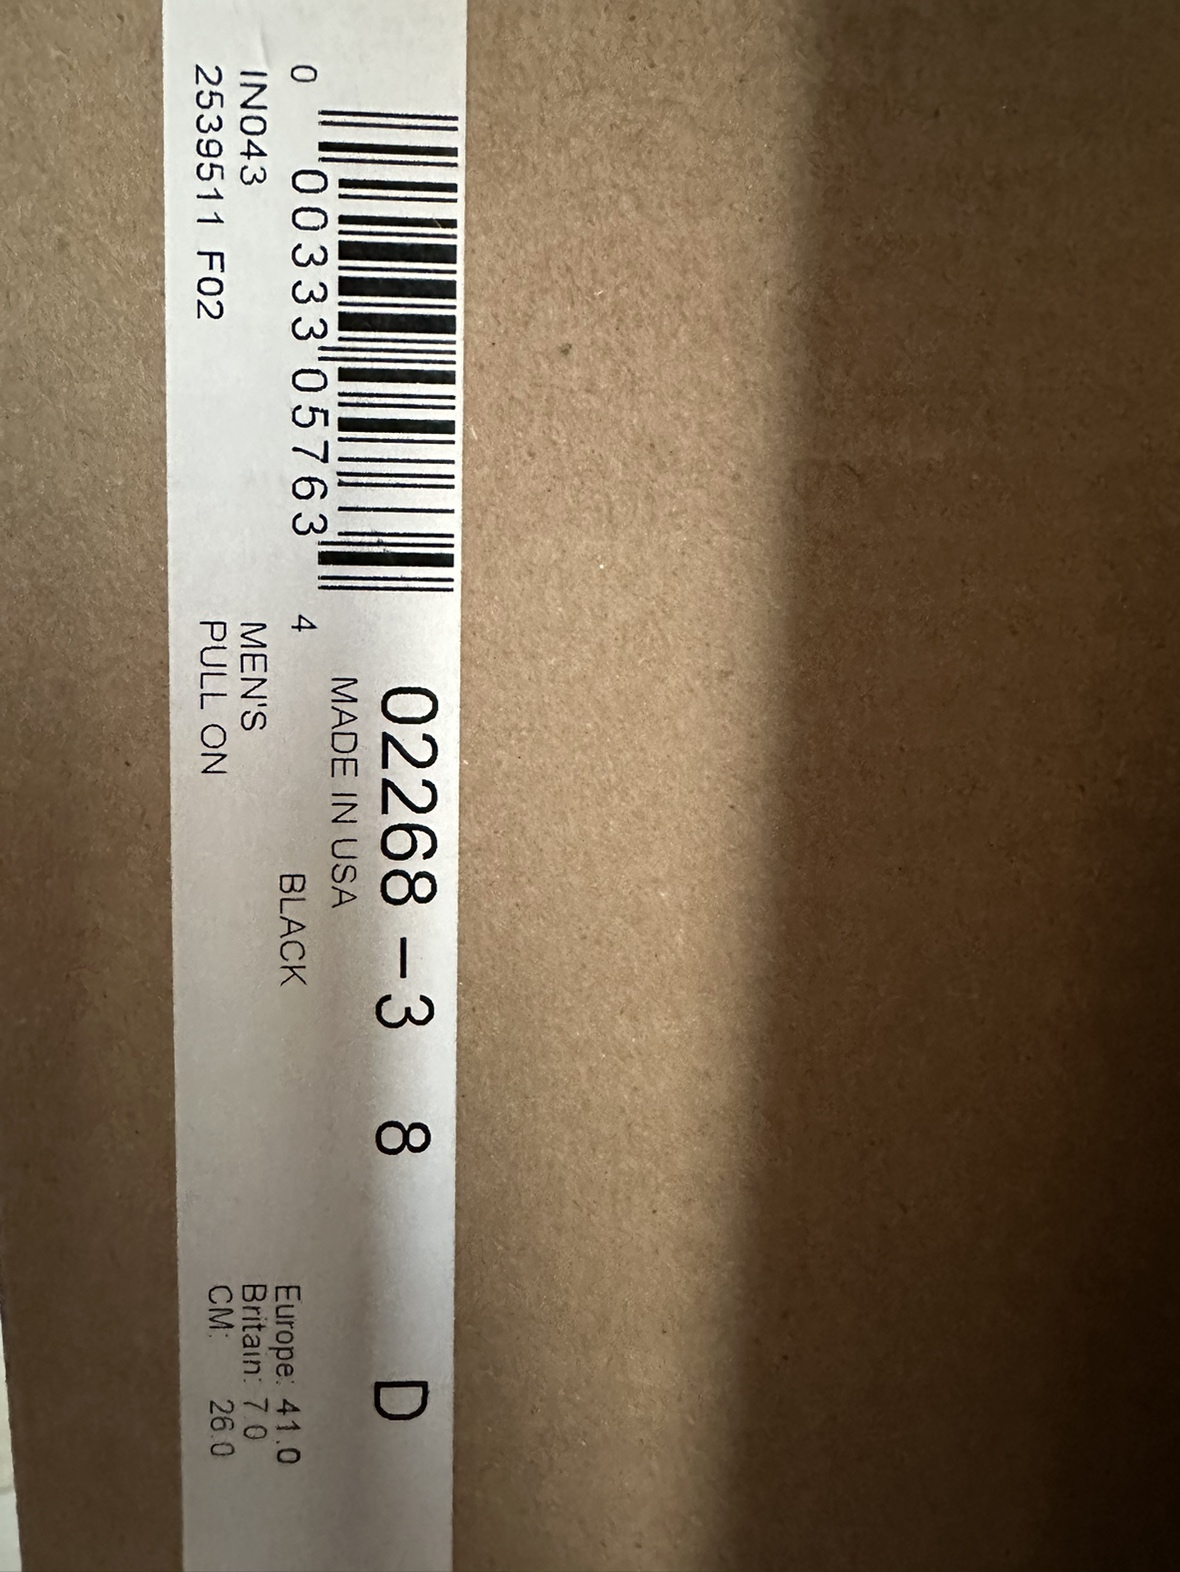 02268 - 3 8 D
MADE IN USA
0 00333 05763 4
BLACK
Europe: 41.0
IN043
MEN'S
Britain: 7.0
2539511 F02
PULL ON
CM: 26.0